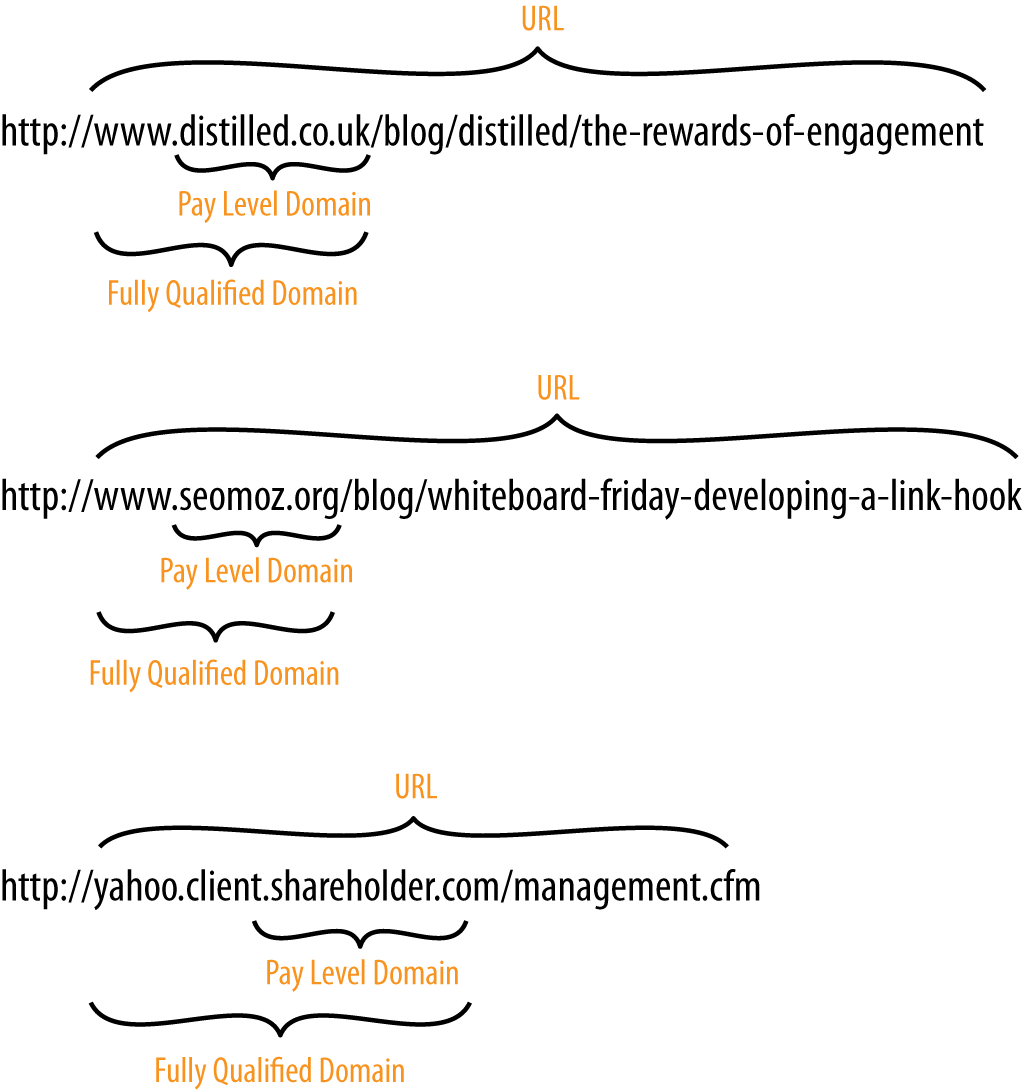 URL
http://www.distilled.co.uk/blog/distilled/the-rewards-of-engagement
Pay Level Domain
Fully Qualified Domain
URL
http://www.seomoz.org/blog/whiteboard-friday-developing-a-link-hook
Pay Level Domain
Fully Qualified Domain
URL
http://yahoo.client.shareholder.com/management.cfm
Pay Level Domain
Fully Qualified Domain